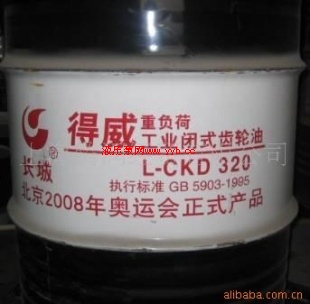 得威
重负荷
工业闭式齿轮油
长城
L-CKD 320
执行标准 GB 5903-1995
北京2008年奥运会正式产品
alibaba.com.cn